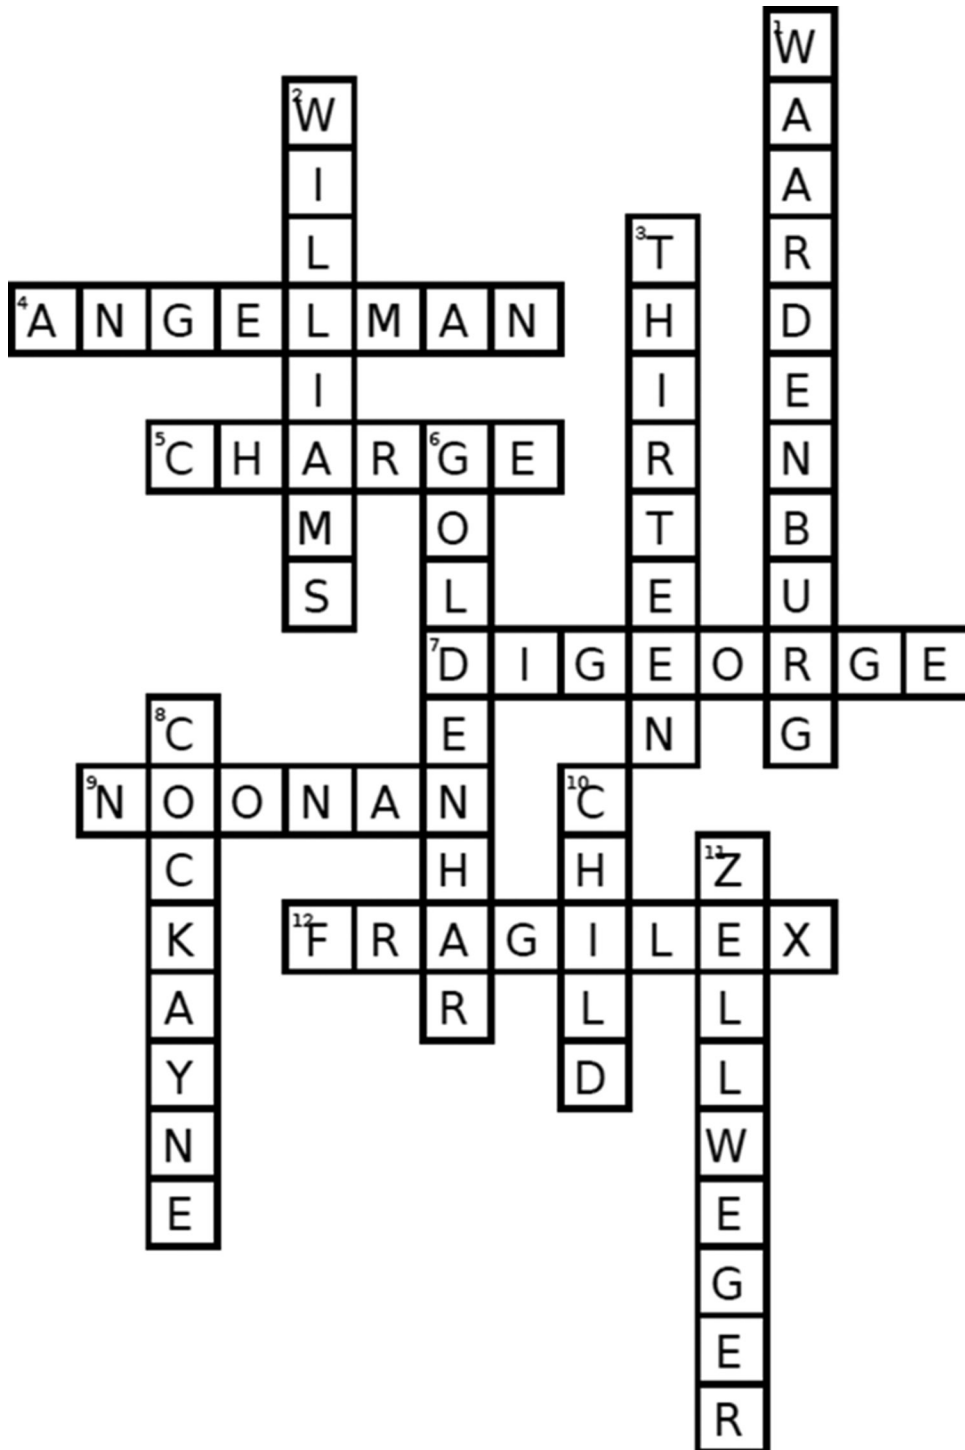 1 WAARDENBURG
2 WILLIAMS
3 THIRTEEN
4 ANGELMAN
5 CHARGE
6 GOLDENHAR
7 DIGEORGE
8 COCKAYNE
9 NOONAN
10 CHILD
11 ZELLWEGER
12 FRAGILEX